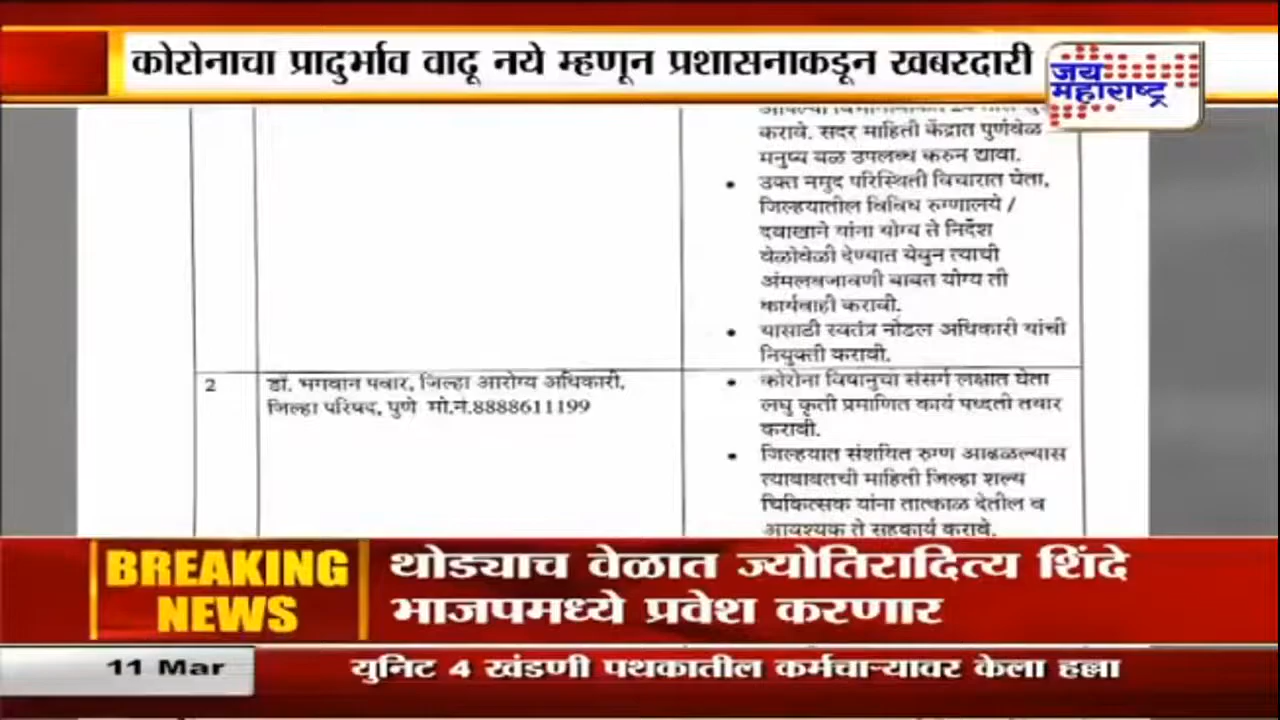 कोरोनाचा प्रादुर्भाव वाढू नये म्हणून प्रशासनाकडून खबरदारी
जय
महाराष्ट्र
करावे. सदर माहिती केंद्रात पुर्णवेळ
मनुष्य बळ उपलब्ध करुन द्यावा.
• उक्त नमुद परिस्थिती विचारात घेता,
जिल्हयातील विविध रुग्णालये /
दवाखाने यांना योग्य ते निर्देश
वेळोवेळी देण्यात येवुन त्याची
अंमलबजावणी बाबत योग्य ती
कार्यवाही करावी.
• यासाठी स्वतंत्र नोडल अधिकारी यांची
नियुक्ती करावी.
2
डॉ. भगवान पवार, जिल्हा आरोग्य अधिकारी,
जिल्हा परिषद, पुणे मो.नं.8888611199
• कोरोना विषानुचा संसर्ग लक्षात घेता
लघु कृती प्रमाणित कार्य पध्दती तयार
करावी.
• जिल्हयात संशयित रुग्ण आढळल्यास
त्याबाबतची माहिती जिल्हा शल्य
चिकित्सक यांना तात्काळ देतील व
आवश्यक ते सहकार्य करावे.
BREAKING
NEWS
थोड्याच वेळात ज्योतिरादित्य शिंदे
भाजपमध्ये प्रवेश करणार
11 Mar
युनिट 4 खंडणी पथकातील कर्मचाऱ्यावर केला हल्ला